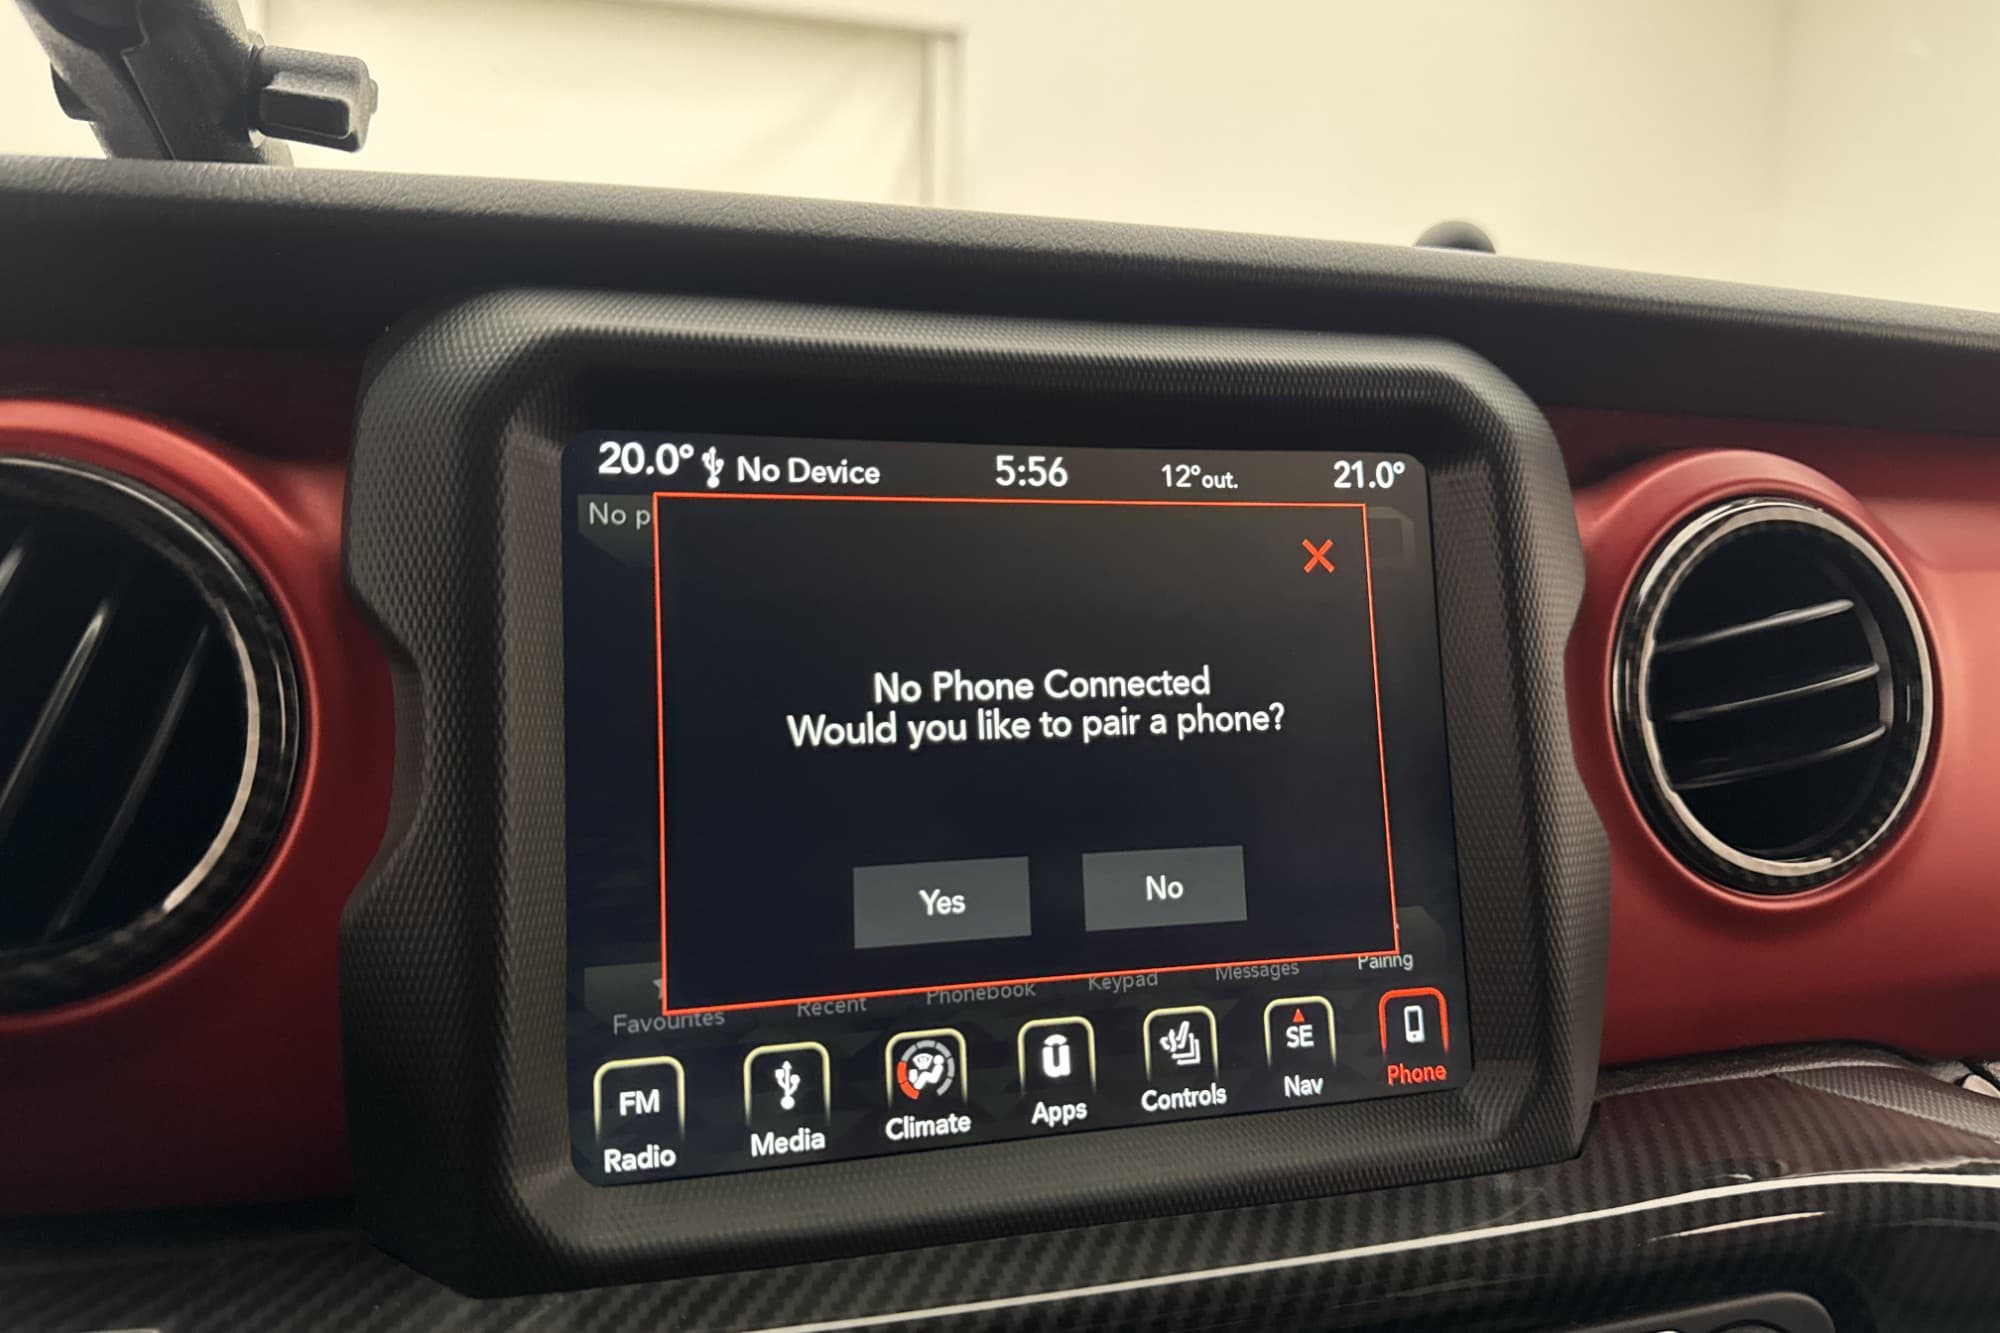 20.0° No Device 5:56 12°out. 21.0°
No p
No Phone Connected
Would you like to pair a phone?
Yes No
Favourites Recent Phonebook Keypad Messages Pairing
FM SE
Radio Media Climate Apps Controls Nav Phone